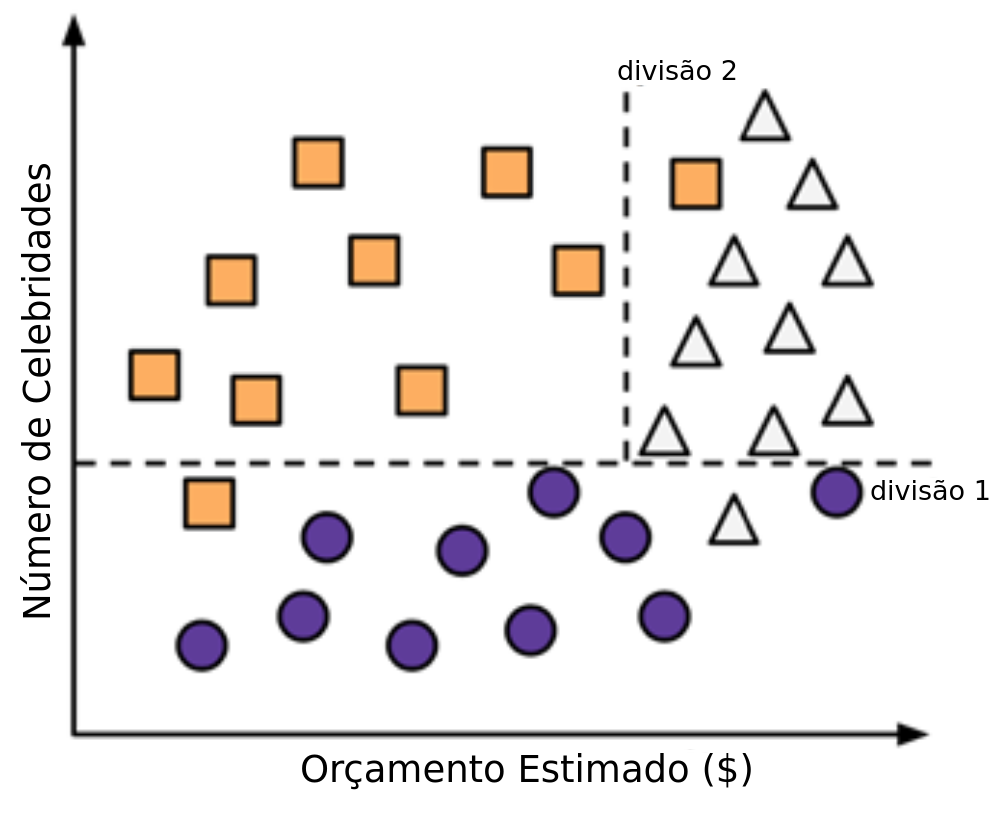 divisão 2
Número de Celebridades
divisão 1
Orçamento Estimado ($)